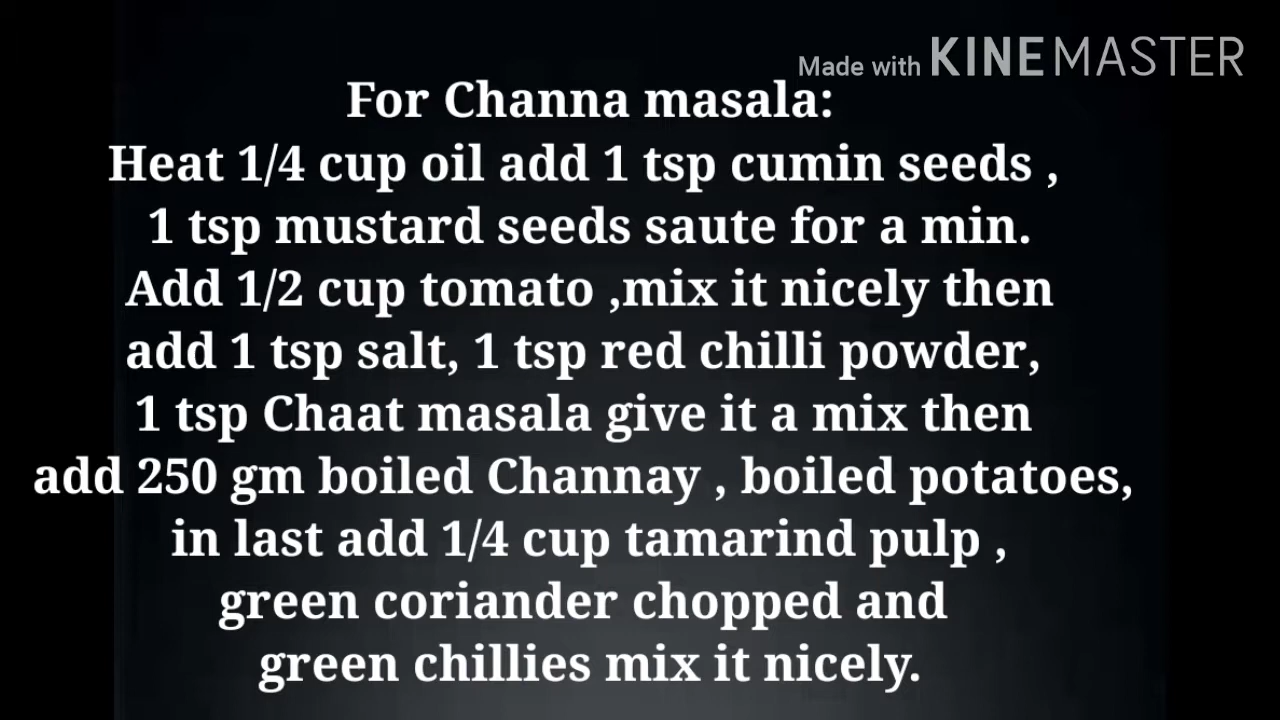 Made with KINEMASTER
For Channa masala:
Heat 1/4 cup oil add 1 tsp cumin seeds ,
1 tsp mustard seeds saute for a min.
Add 1/2 cup tomato ,mix it nicely then
add 1 tsp salt, 1 tsp red chilli powder,
1 tsp Chaat masala give it a mix then
add 250 gm boiled Channay , boiled potatoes,
in last add 1/4 cup tamarind pulp ,
green coriander chopped and
green chillies mix it nicely.